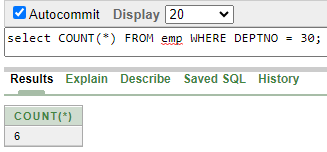 Autocommit Display 20
select COUNT(*) FROM emp WHERE DEPTNO = 30;
Results Explain Describe Saved SQL History
COUNT(*)
6